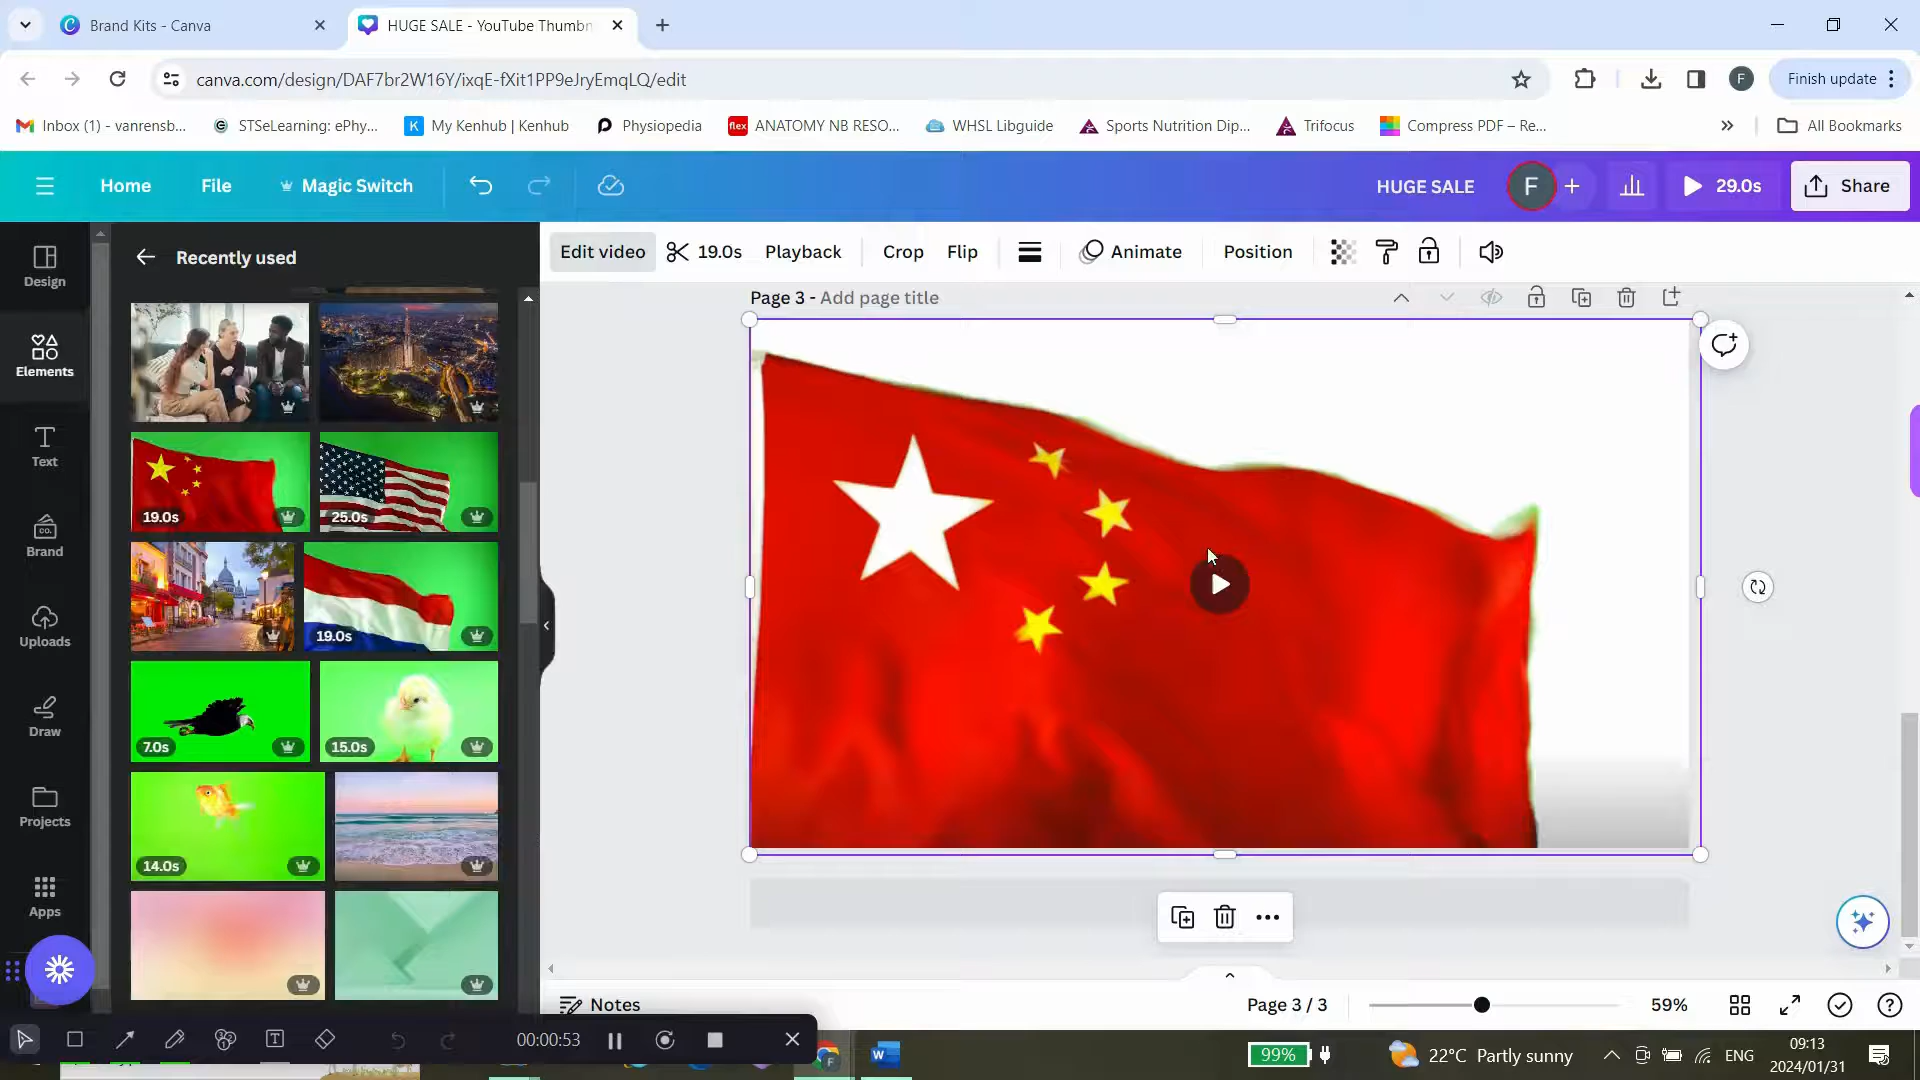 Brand Kits - Canva
HUGE SALE - YouTube Thumbn
canva.com/design/DAF7br2W16Y/ixqE-fXit1PP9eJryEmqLQ/edit
F
Finish update
Inbox (1) - vanrensb...
STSeLearning: ePhy...
K
My Kenhub | Kenhub
Physiopedia
flex
ANATOMY NB RESO...
WHSL Libguide
Sports Nutrition Dip...
Trifocus
Compress PDF – Re...
All Bookmarks
Home
File
Magic Switch
HUGE SALE
F
29.0s
Share
Design
Elements
Text
Brand
Uploads
Draw
Projects
Apps
Recently used
19.0s
25.0s
19.0s
7.0s
15.0s
14.0s
Edit video
19.0s
Playback
Crop
Flip
Animate
Position
Page 3 - Add page title
Notes
Page 3 / 3
59%
00:00:53
99%
22°C Partly sunny
ENG
09:13
2024/01/31